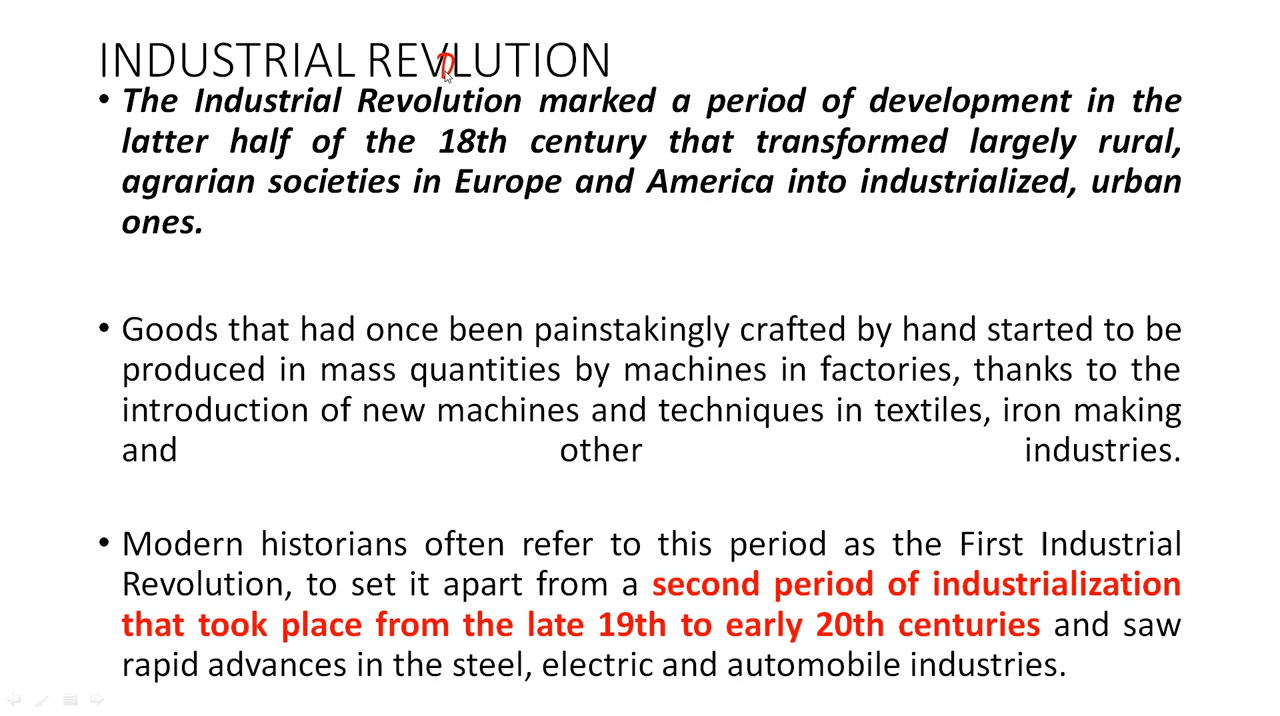 INDUSTRIAL REVLUTION
• The Industrial Revolution marked a period of development in the
latter half of the 18th century that transformed largely rural,
agrarian societies in Europe and America into industrialized, urban
ones.
• Goods that had once been painstakingly crafted by hand started to be
produced in mass quantities by machines in factories, thanks to the
introduction of new machines and techniques in textiles, iron making
and other industries.
• Modern historians often refer to this period as the First Industrial
Revolution, to set it apart from a second period of industrialization
that took place from the late 19th to early 20th centuries and saw
rapid advances in the steel, electric and automobile industries.